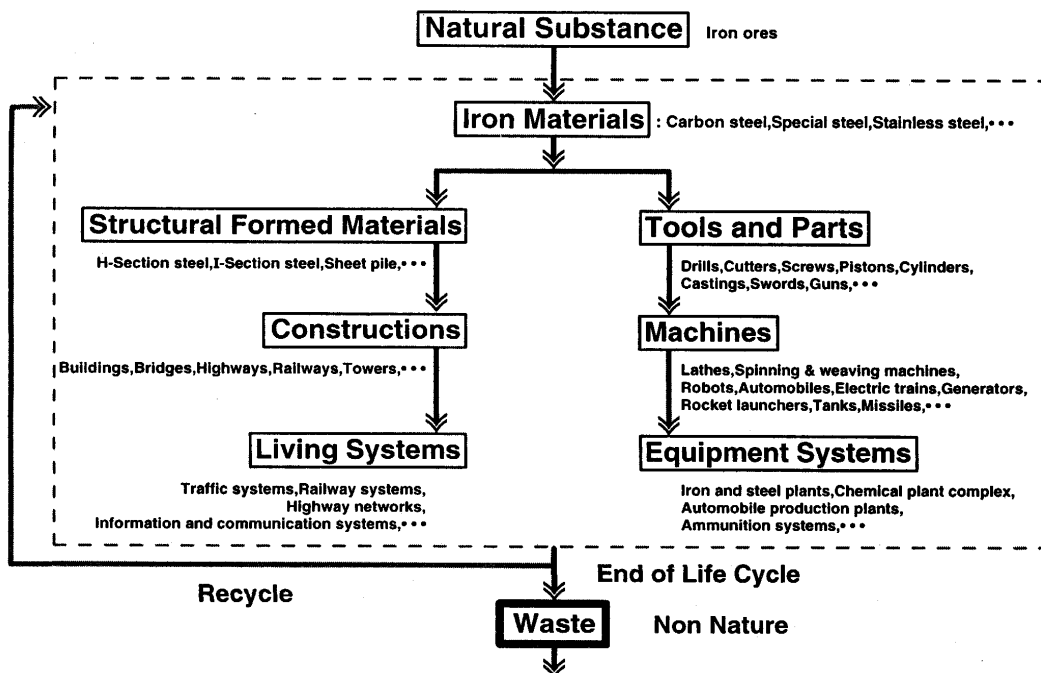 Natural Substance Iron ores
Iron Materials : Carbon steel,Special steel,Stainless steel,•••
Structural Formed Materials
H-Section steel,I-Section steel,Sheet pile,•••
Constructions
Buildings,Bridges,Highways,Railways,Towers,•••
Living Systems
Traffic systems,Railway systems,
Highway networks,
Information and communication systems,•••
Tools and Parts
Drills,Cutters,Screws,Pistons,Cylinders,
Castings,Swords,Guns,•••
Machines
Lathes,Spinning & weaving machines,
Robots,Automobiles,Electric trains,Generators,
Rocket launchers,Tanks,Missiles,•••
Equipment Systems
Iron and steel plants,Chemical plant complex,
Automobile production plants,
Ammunition systems,•••
Recycle
End of Life Cycle
Waste
Non Nature